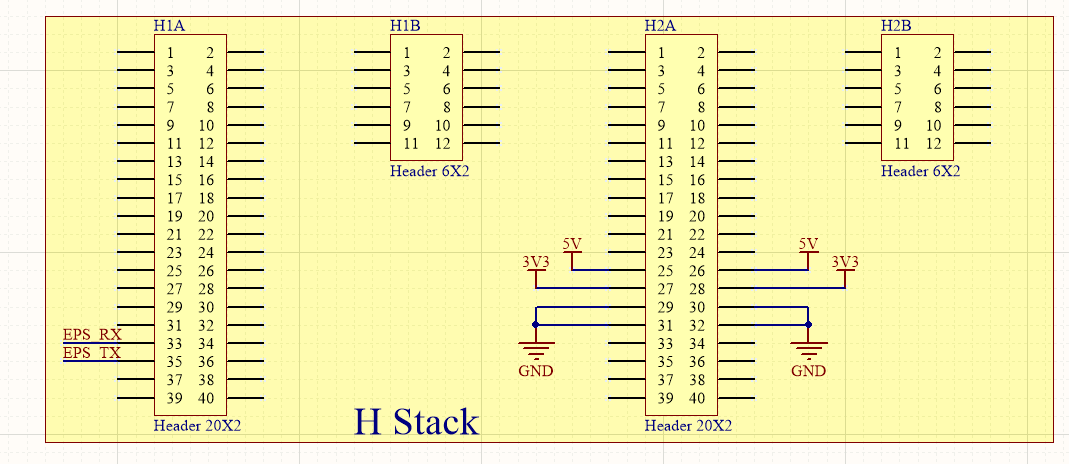 H1A H1B H2A H2B
1 2 1 2 1 2 1 2
3 4 3 4 3 4 3 4
5 6 5 6 5 6 5 6
7 8 7 8 7 8 7 8
9 10 9 10 9 10 9 10
11 12 11 12 11 12 11 12
13 14 13 14
Header 6X2 Header 6X2
15 16 15 16
17 18 17 18
19 20 19 20
21 22 21 22
5V 5V
23 24 23 24
3V3 3V3
25 26 25 26
27 28 27 28
29 30 29 30
31 32 31 32
EPS_RX
33 34 33 34
EPS_TX
35 36 35 36
GND GND
37 38 37 38
39 40 39 40
H Stack
Header 20X2 Header 20X2